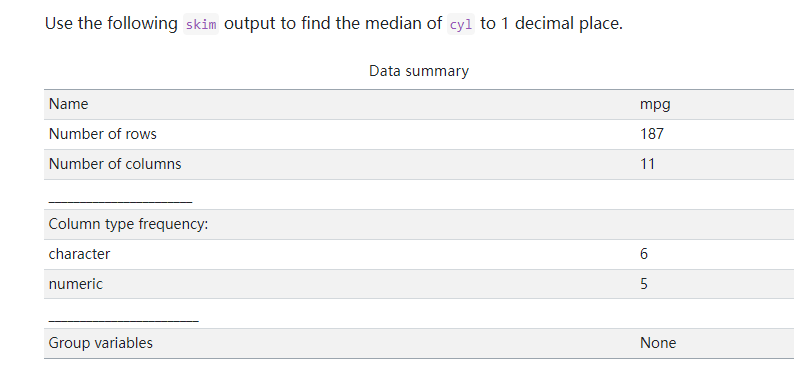 Use the following skim output to find the median of cyl to 1 decimal place.
Data summary
Name mpg
Number of rows 187
Number of columns 11
_______________________
Column type frequency:
character 6
numeric 5
________________________
Group variables None